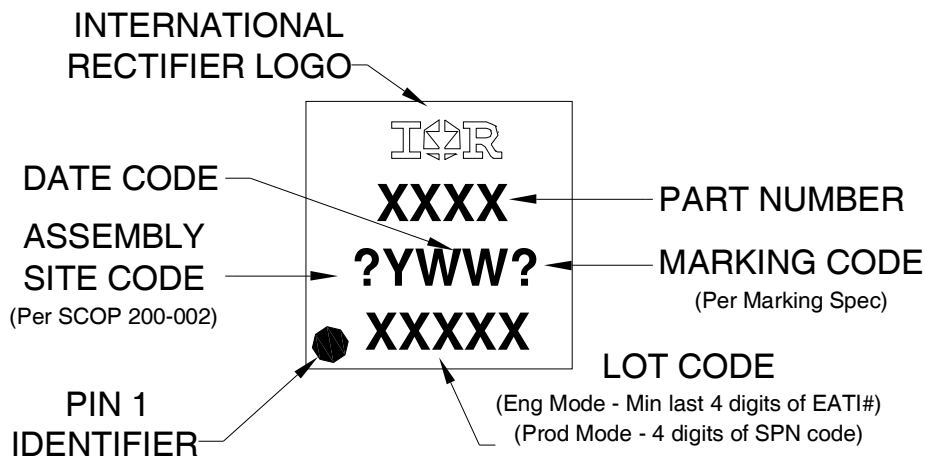 INTERNATIONAL
RECTIFIER LOGO
IOR
DATE CODE
XXXX
PART NUMBER
ASSEMBLY
SITE CODE
(Per SCOP 200-002)
?YWW?
MARKING CODE
(Per Marking Spec)
XXXXX
PIN 1
IDENTIFIER
LOT CODE
(Eng Mode - Min last 4 digits of EATI#)
(Prod Mode - 4 digits of SPN code)